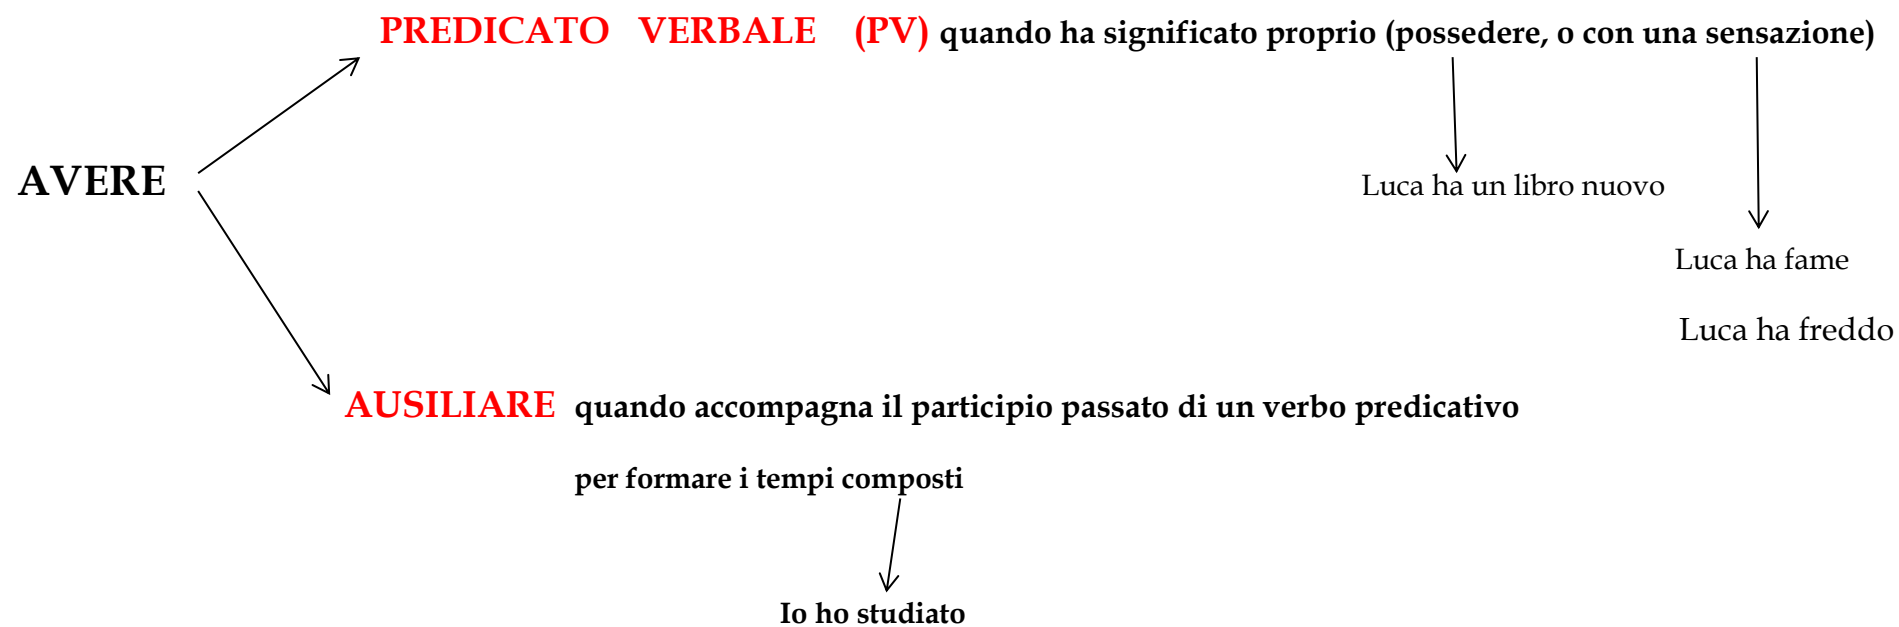 PREDICATO VERBALE (PV) quando ha significato proprio (possedere, o con una sensazione)
AVERE
Luca ha un libro nuovo
Luca ha fame
Luca ha freddo
AUSILIARE quando accompagna il participio passato di un verbo predicativo
per formare i tempi composti
Io ho studiato